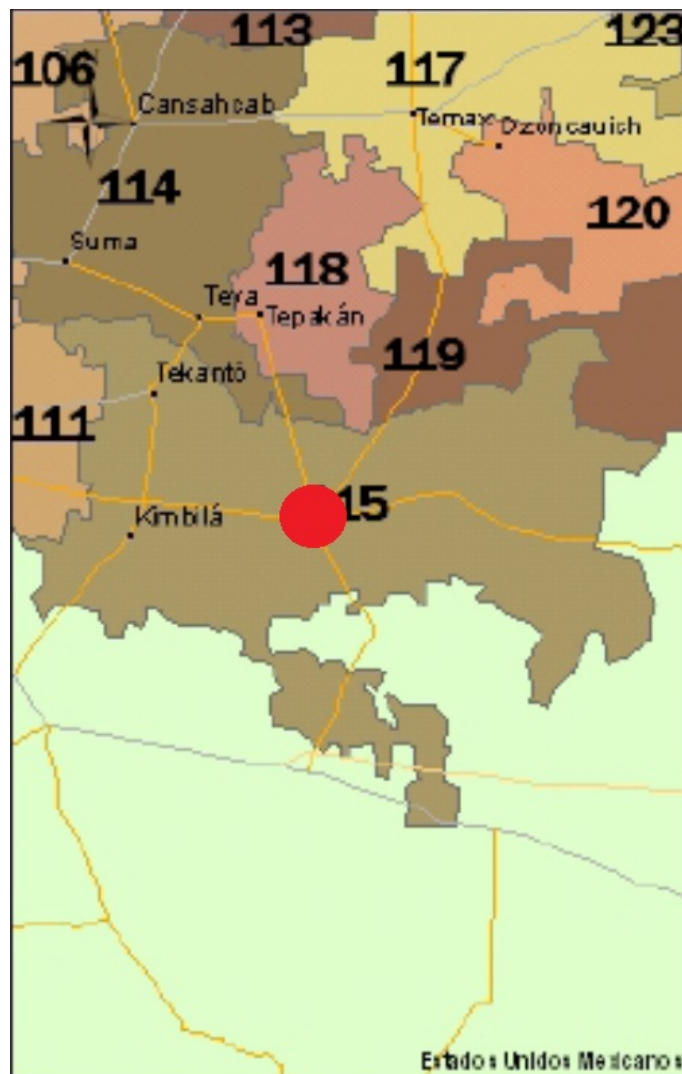 113
123
106
117
Cansahcab
Temax
Dzoncauich
114
120
Suma
118
Teya
Tepakán
119
Tekantó
111
15
Kimbilá
Estados Unidos Mexicanos